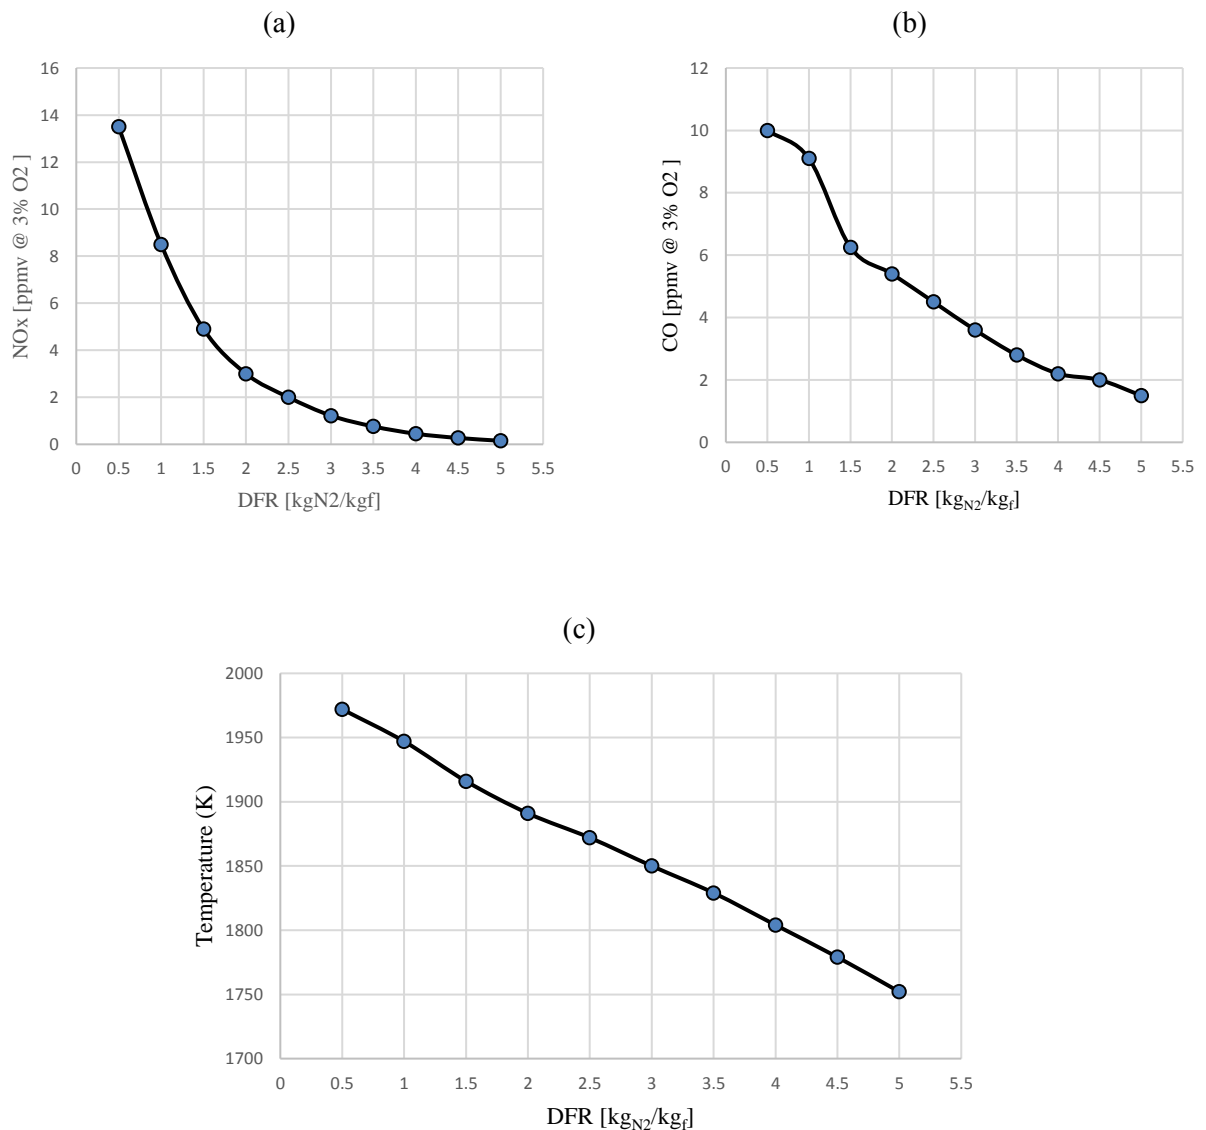 (a)
16
14
12
10
8
6
4
2
0
NOx [ppmv @ 3% O2 ]
0 0.5 1 1.5 2 2.5 3 3.5 4 4.5 5 5.5
DFR [kgN2/kgf]
(b)
12
10
8
6
4
2
0
CO [ppmv @ 3% O2 ]
0 0.5 1 1.5 2 2.5 3 3.5 4 4.5 5 5.5
DFR [kgN2/kgf]
(c)
2000
1950
1900
1850
1800
1750
1700
Temperature (K)
0 0.5 1 1.5 2 2.5 3 3.5 4 4.5 5 5.5
DFR [kgN2/kgf]